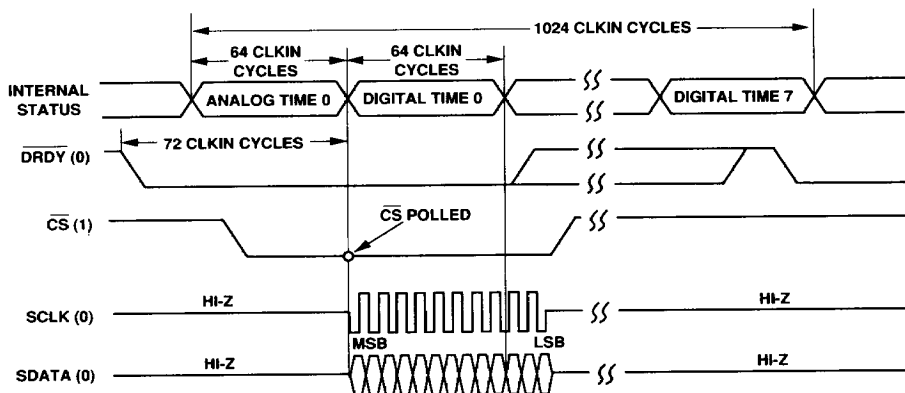 1024 CLKIN CYCLES
64 CLKIN CYCLES
64 CLKIN CYCLES
INTERNAL STATUS
ANALOG TIME 0
DIGITAL TIME 0
DIGITAL TIME 7
72 CLKIN CYCLES
DRDY (0)
CS (1)
CS POLLED
SCLK (0)
HI-Z
HI-Z
MSB
LSB
SDATA (0)
HI-Z
HI-Z